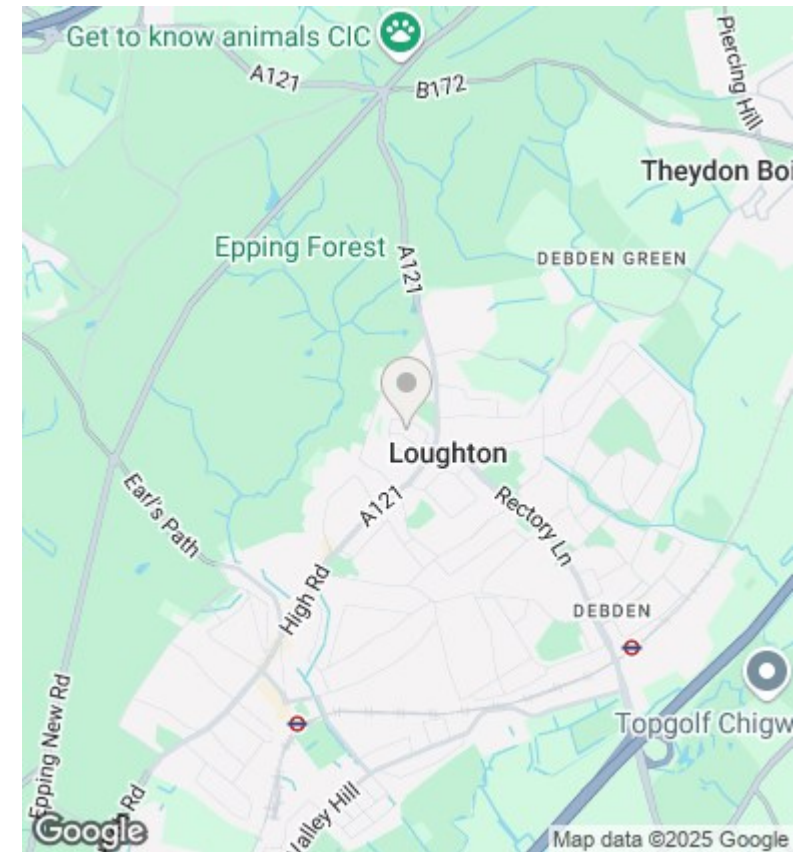 Get to know animals CIC
A121
B172
Piercing Hill
Theydon Boi
Epping Forest
A121
DEBDEN GREEN
Loughton
A121
Rectory Ln
Earl's Path
High Rd
DEBDEN
Epping New Rd
Topgolf Chigw
Rd
Valley Hill
Google
Map data ©2025 Google